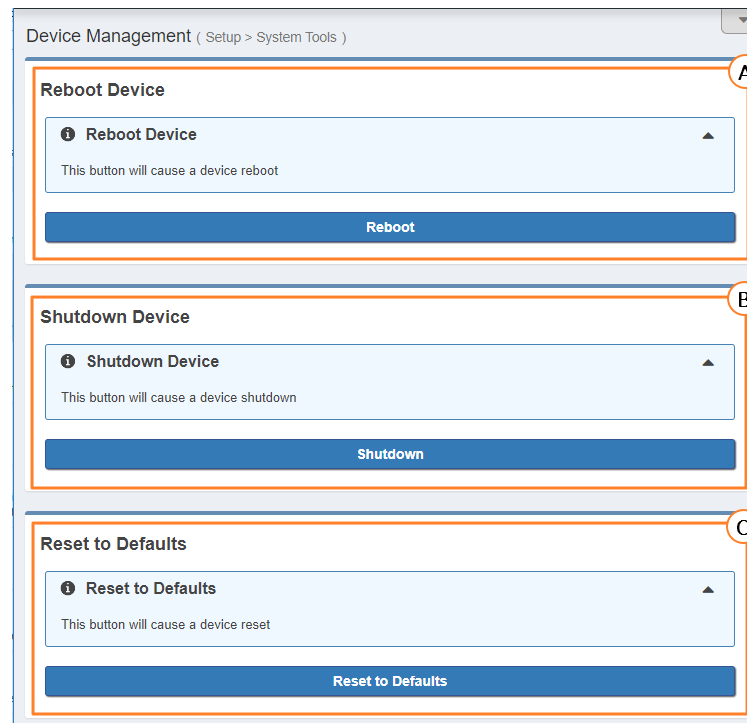 Device Management ( Setup > System Tools )
A
Reboot Device
Reboot Device
This button will cause a device reboot
Reboot
B
Shutdown Device
Shutdown Device
This button will cause a device shutdown
Shutdown
C
Reset to Defaults
Reset to Defaults
This button will cause a device reset
Reset to Defaults